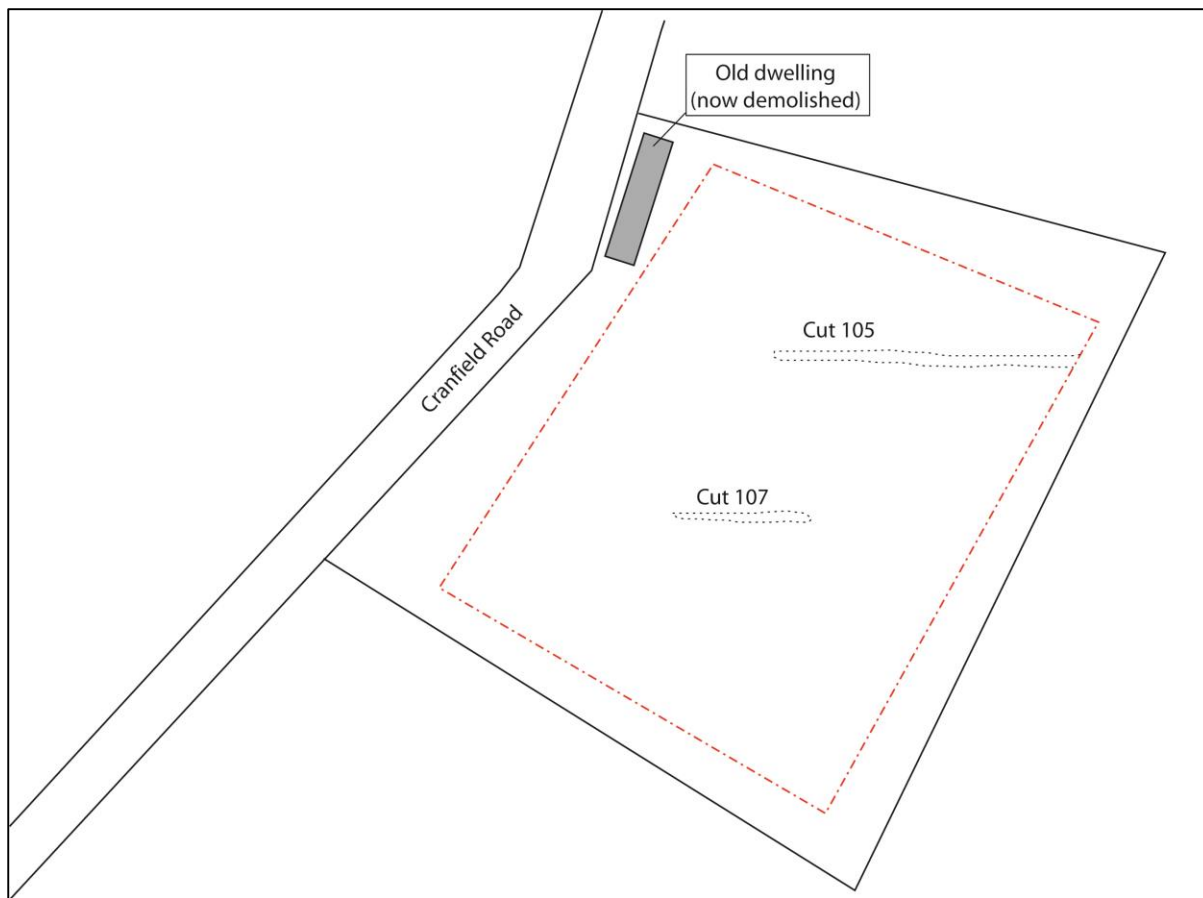 Old dwelling
(now demolished)
Cranfield Road
Cut 105
Cut 107